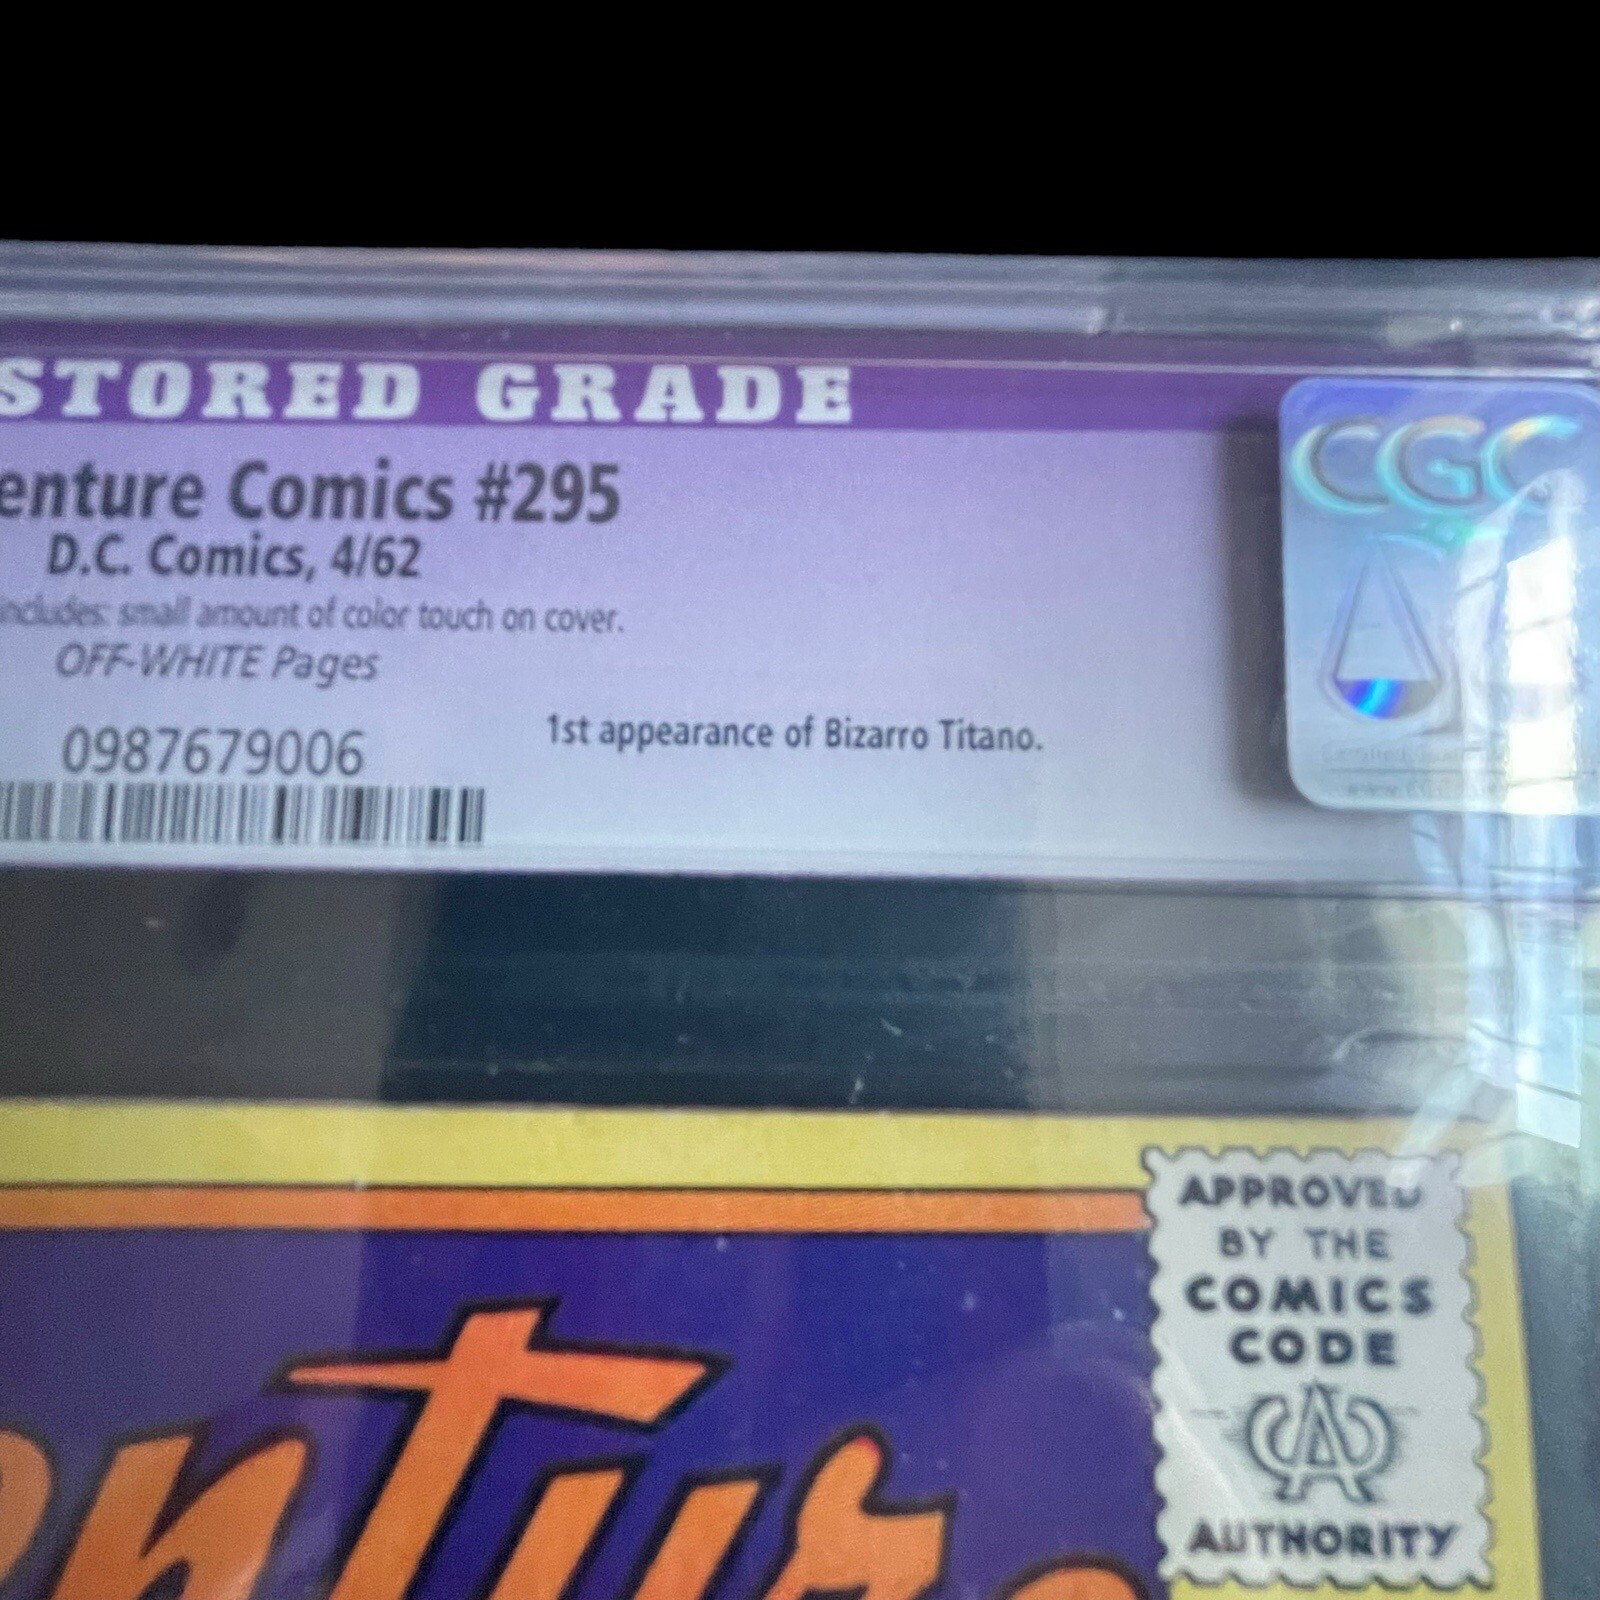 STORED GRADE
CGC
enture Comics #295
D.C. Comics, 4/62
includes: small amount of color touch on cover.
OFF-WHITE Pages
0987679006
1st appearance of Bizarro Titano.
APPROVED
BY THE
COMICS
CODE
A
AUTHORITY
enture